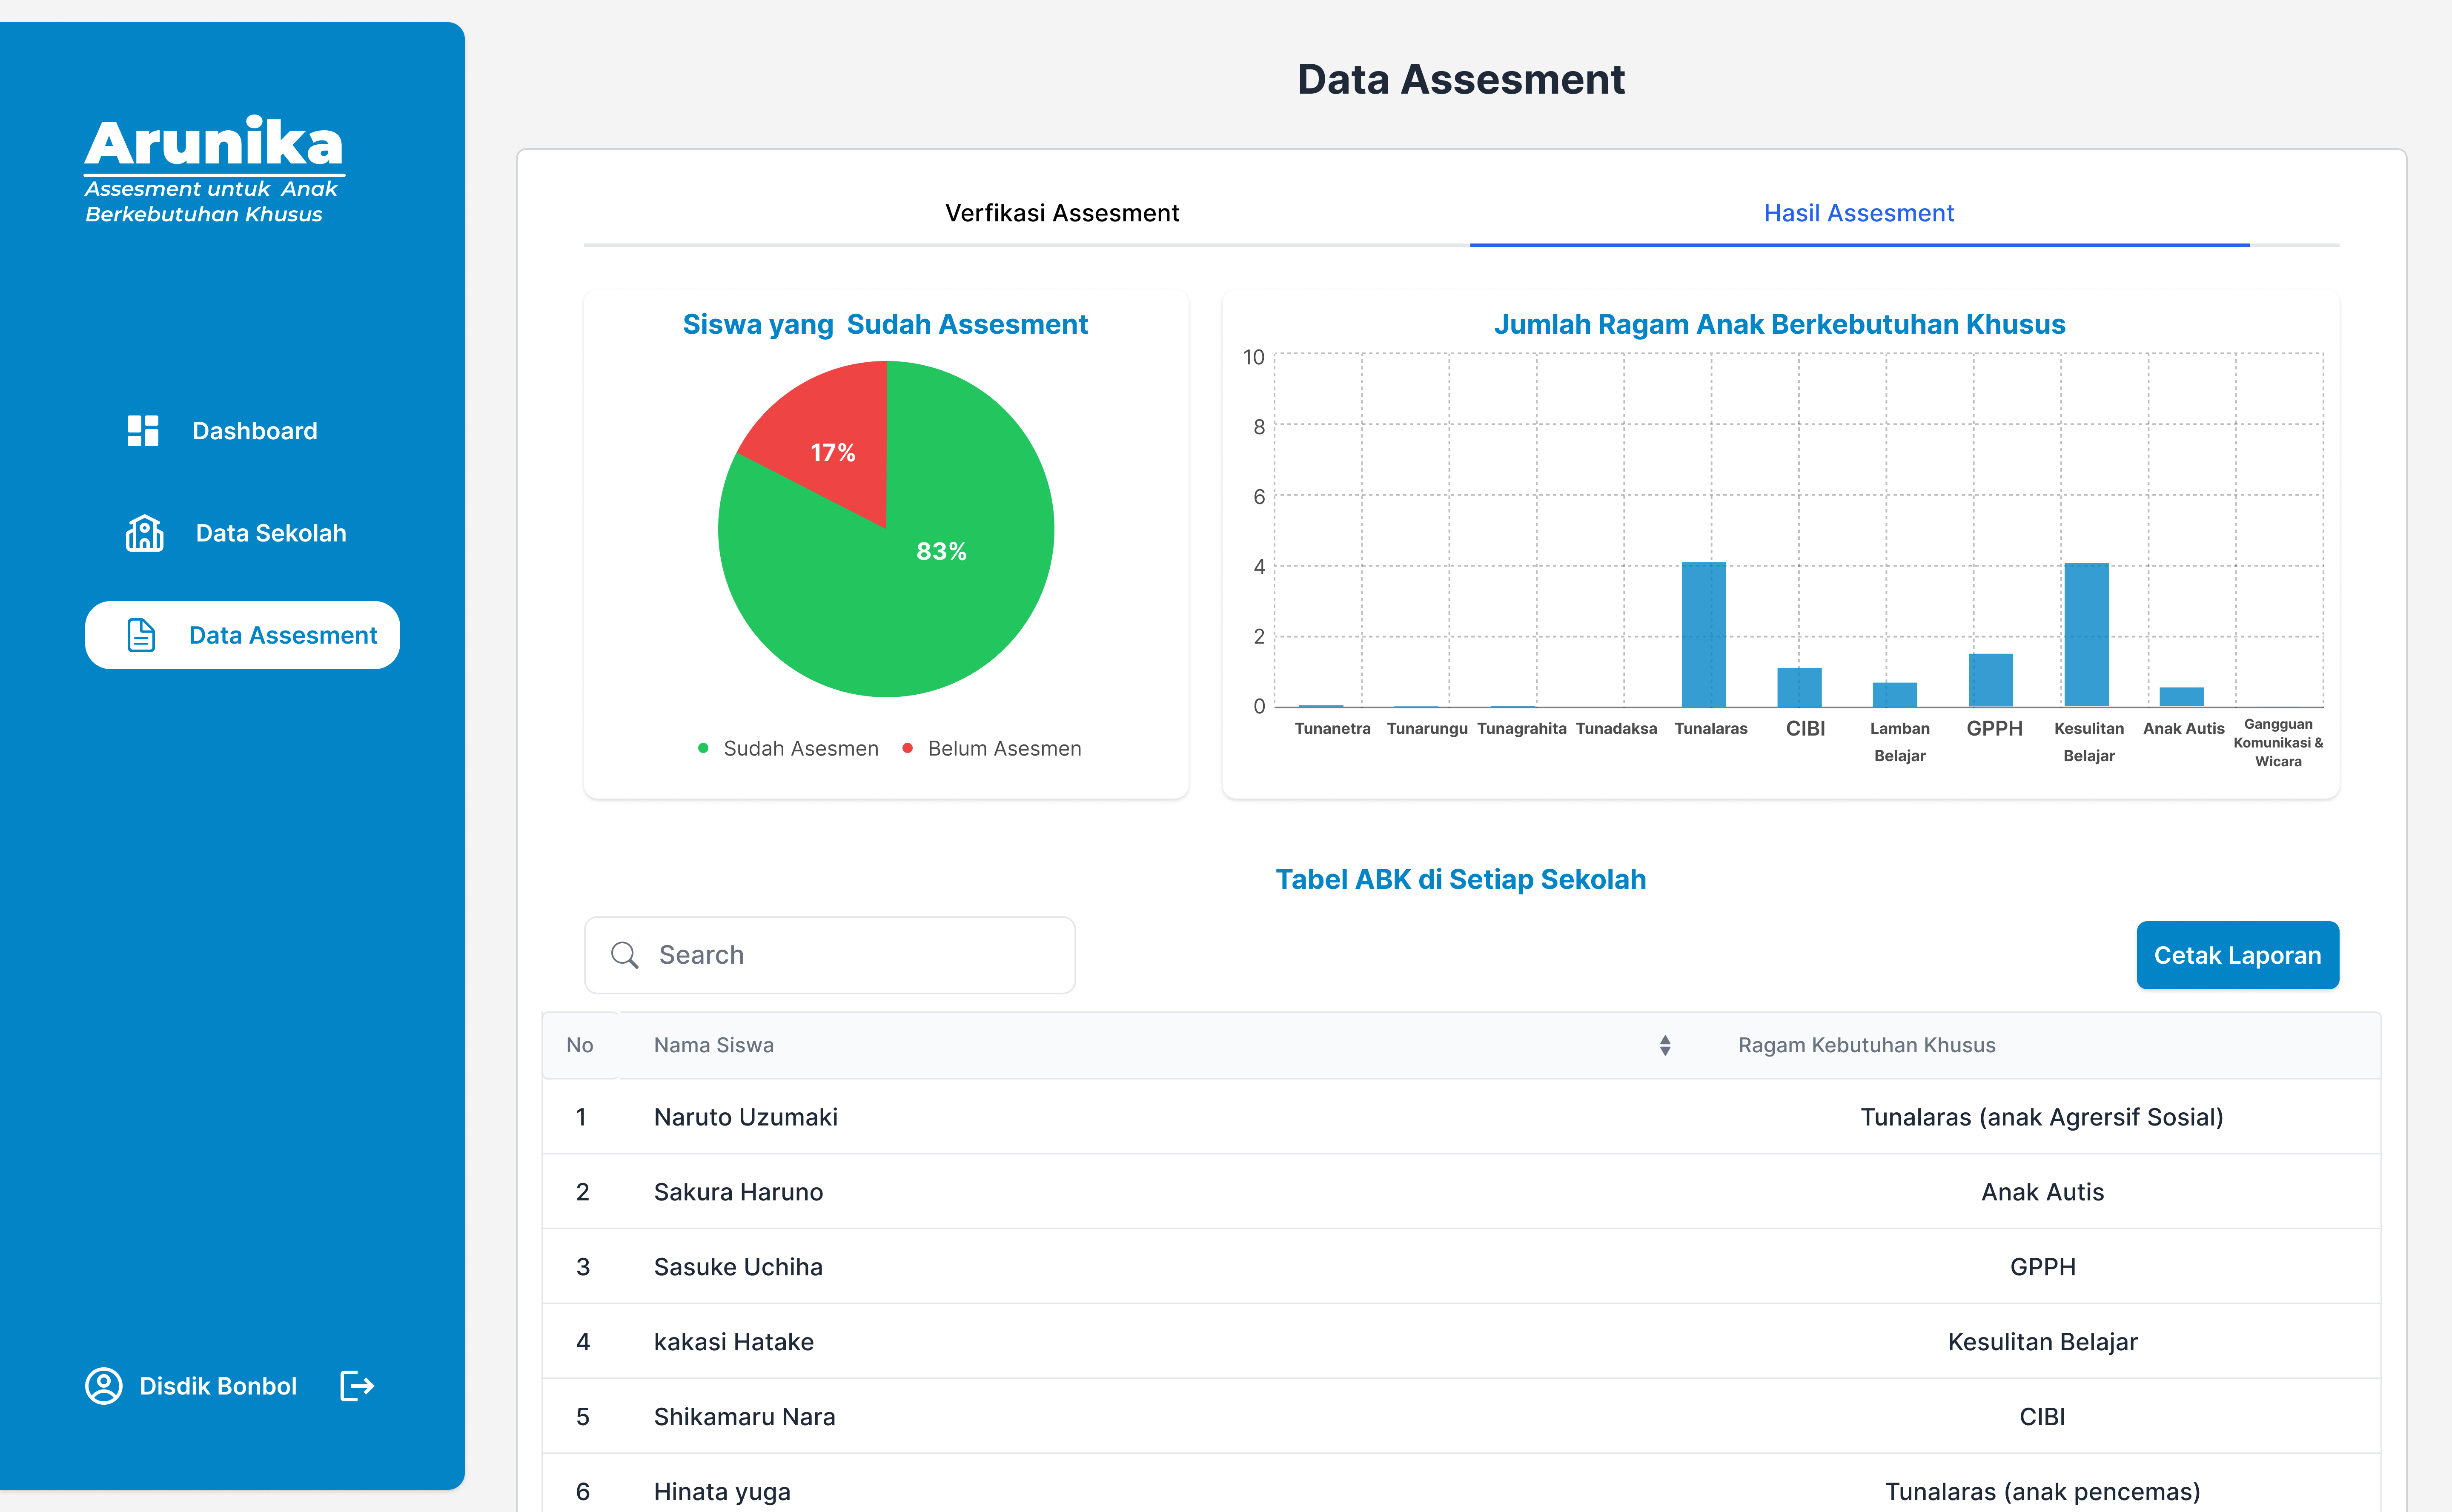 Arunika
Assesment untuk Anak
Berkebutuhan Khusus
Dashboard
Data Sekolah
Data Assesment
Disdik Bonbol
Data Assesment
Verfikasi Assesment
Hasil Assesment
Siswa yang Sudah Assesment
17%
83%
Sudah Asesmen
Belum Asesmen
Jumlah Ragam Anak Berkebutuhan Khusus
10
8
6
4
2
0
Tunanetra
Tunarungu
Tunagrahita
Tunadaksa
Tunalaras
CIBI
Lamban
Belajar
GPPH
Kesulitan
Belajar
Anak Autis
Gangguan
Komunikasi &
Wicara
Tabel ABK di Setiap Sekolah
Search
Cetak Laporan
No Nama Siswa Ragam Kebutuhan Khusus
1 Naruto Uzumaki Tunalaras (anak Agrersif Sosial)
2 Sakura Haruno Anak Autis
3 Sasuke Uchiha GPPH
4 kakasi Hatake Kesulitan Belajar
5 Shikamaru Nara CIBI
6 Hinata yuga Tunalaras (anak pencemas)